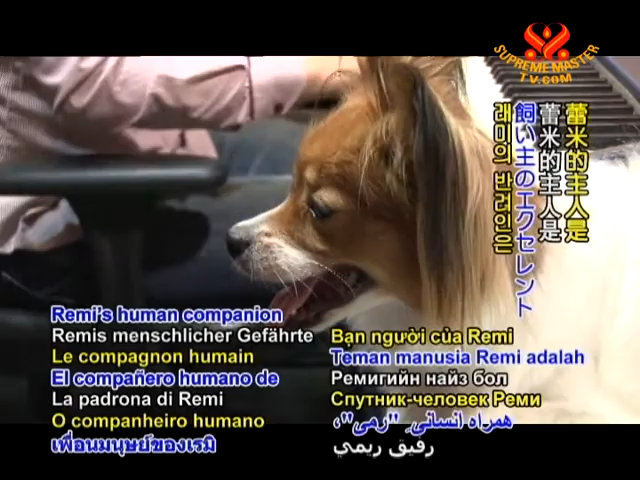 SUPREME MASTER
TV.COM
蕾米的主人是
蕾米的主人是
飼い主のエクセレント
래미의 반려인은
Remi's human companion
Remis menschlicher Gefährte
Le compagnon humain
El compañero humano de
La padrona di Remi
O companheiro humano
เพื่อนมนุษย์ของเรมิ
Bạn người của Remi
Teman manusia Remi adalah
Ремигийн найз бол
Спутник-человек Реми
همراه انسانیِ "رمی"،
رفيق ريمي